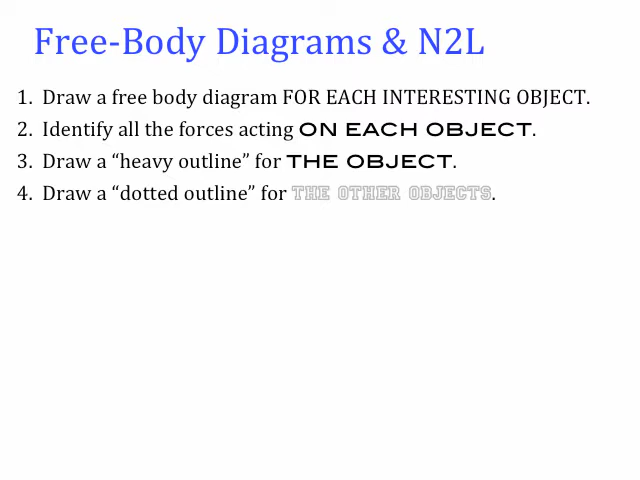 Free-Body Diagrams & N2L
1. Draw a free body diagram FOR EACH INTERESTING OBJECT.
2. Identify all the forces acting ON EACH OBJECT.
3. Draw a “heavy outline” for THE OBJECT.
4. Draw a “dotted outline” for THE OTHER OBJECTS.